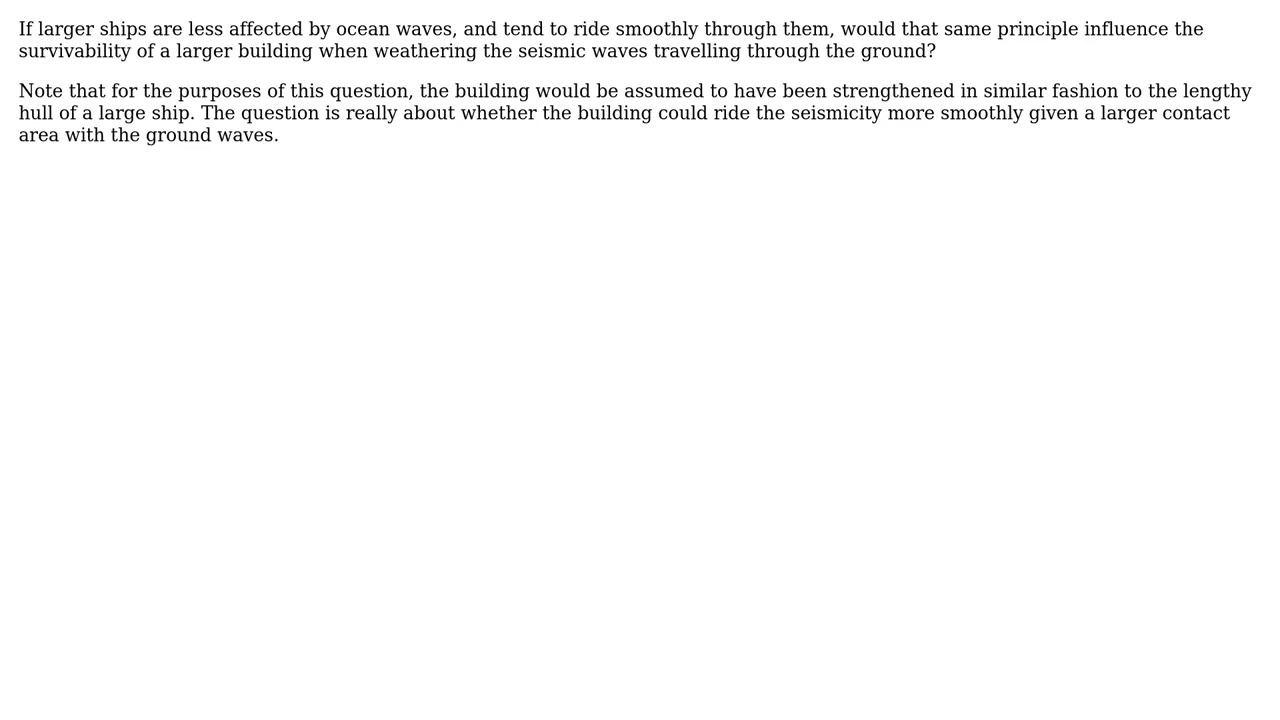 If larger ships are less affected by ocean waves, and tend to ride smoothly through them, would that same principle influence the
survivability of a larger building when weathering the seismic waves travelling through the ground?
Note that for the purposes of this question, the building would be assumed to have been strengthened in similar fashion to the lengthy
hull of a large ship. The question is really about whether the building could ride the seismicity more smoothly given a larger contact
area with the ground waves.